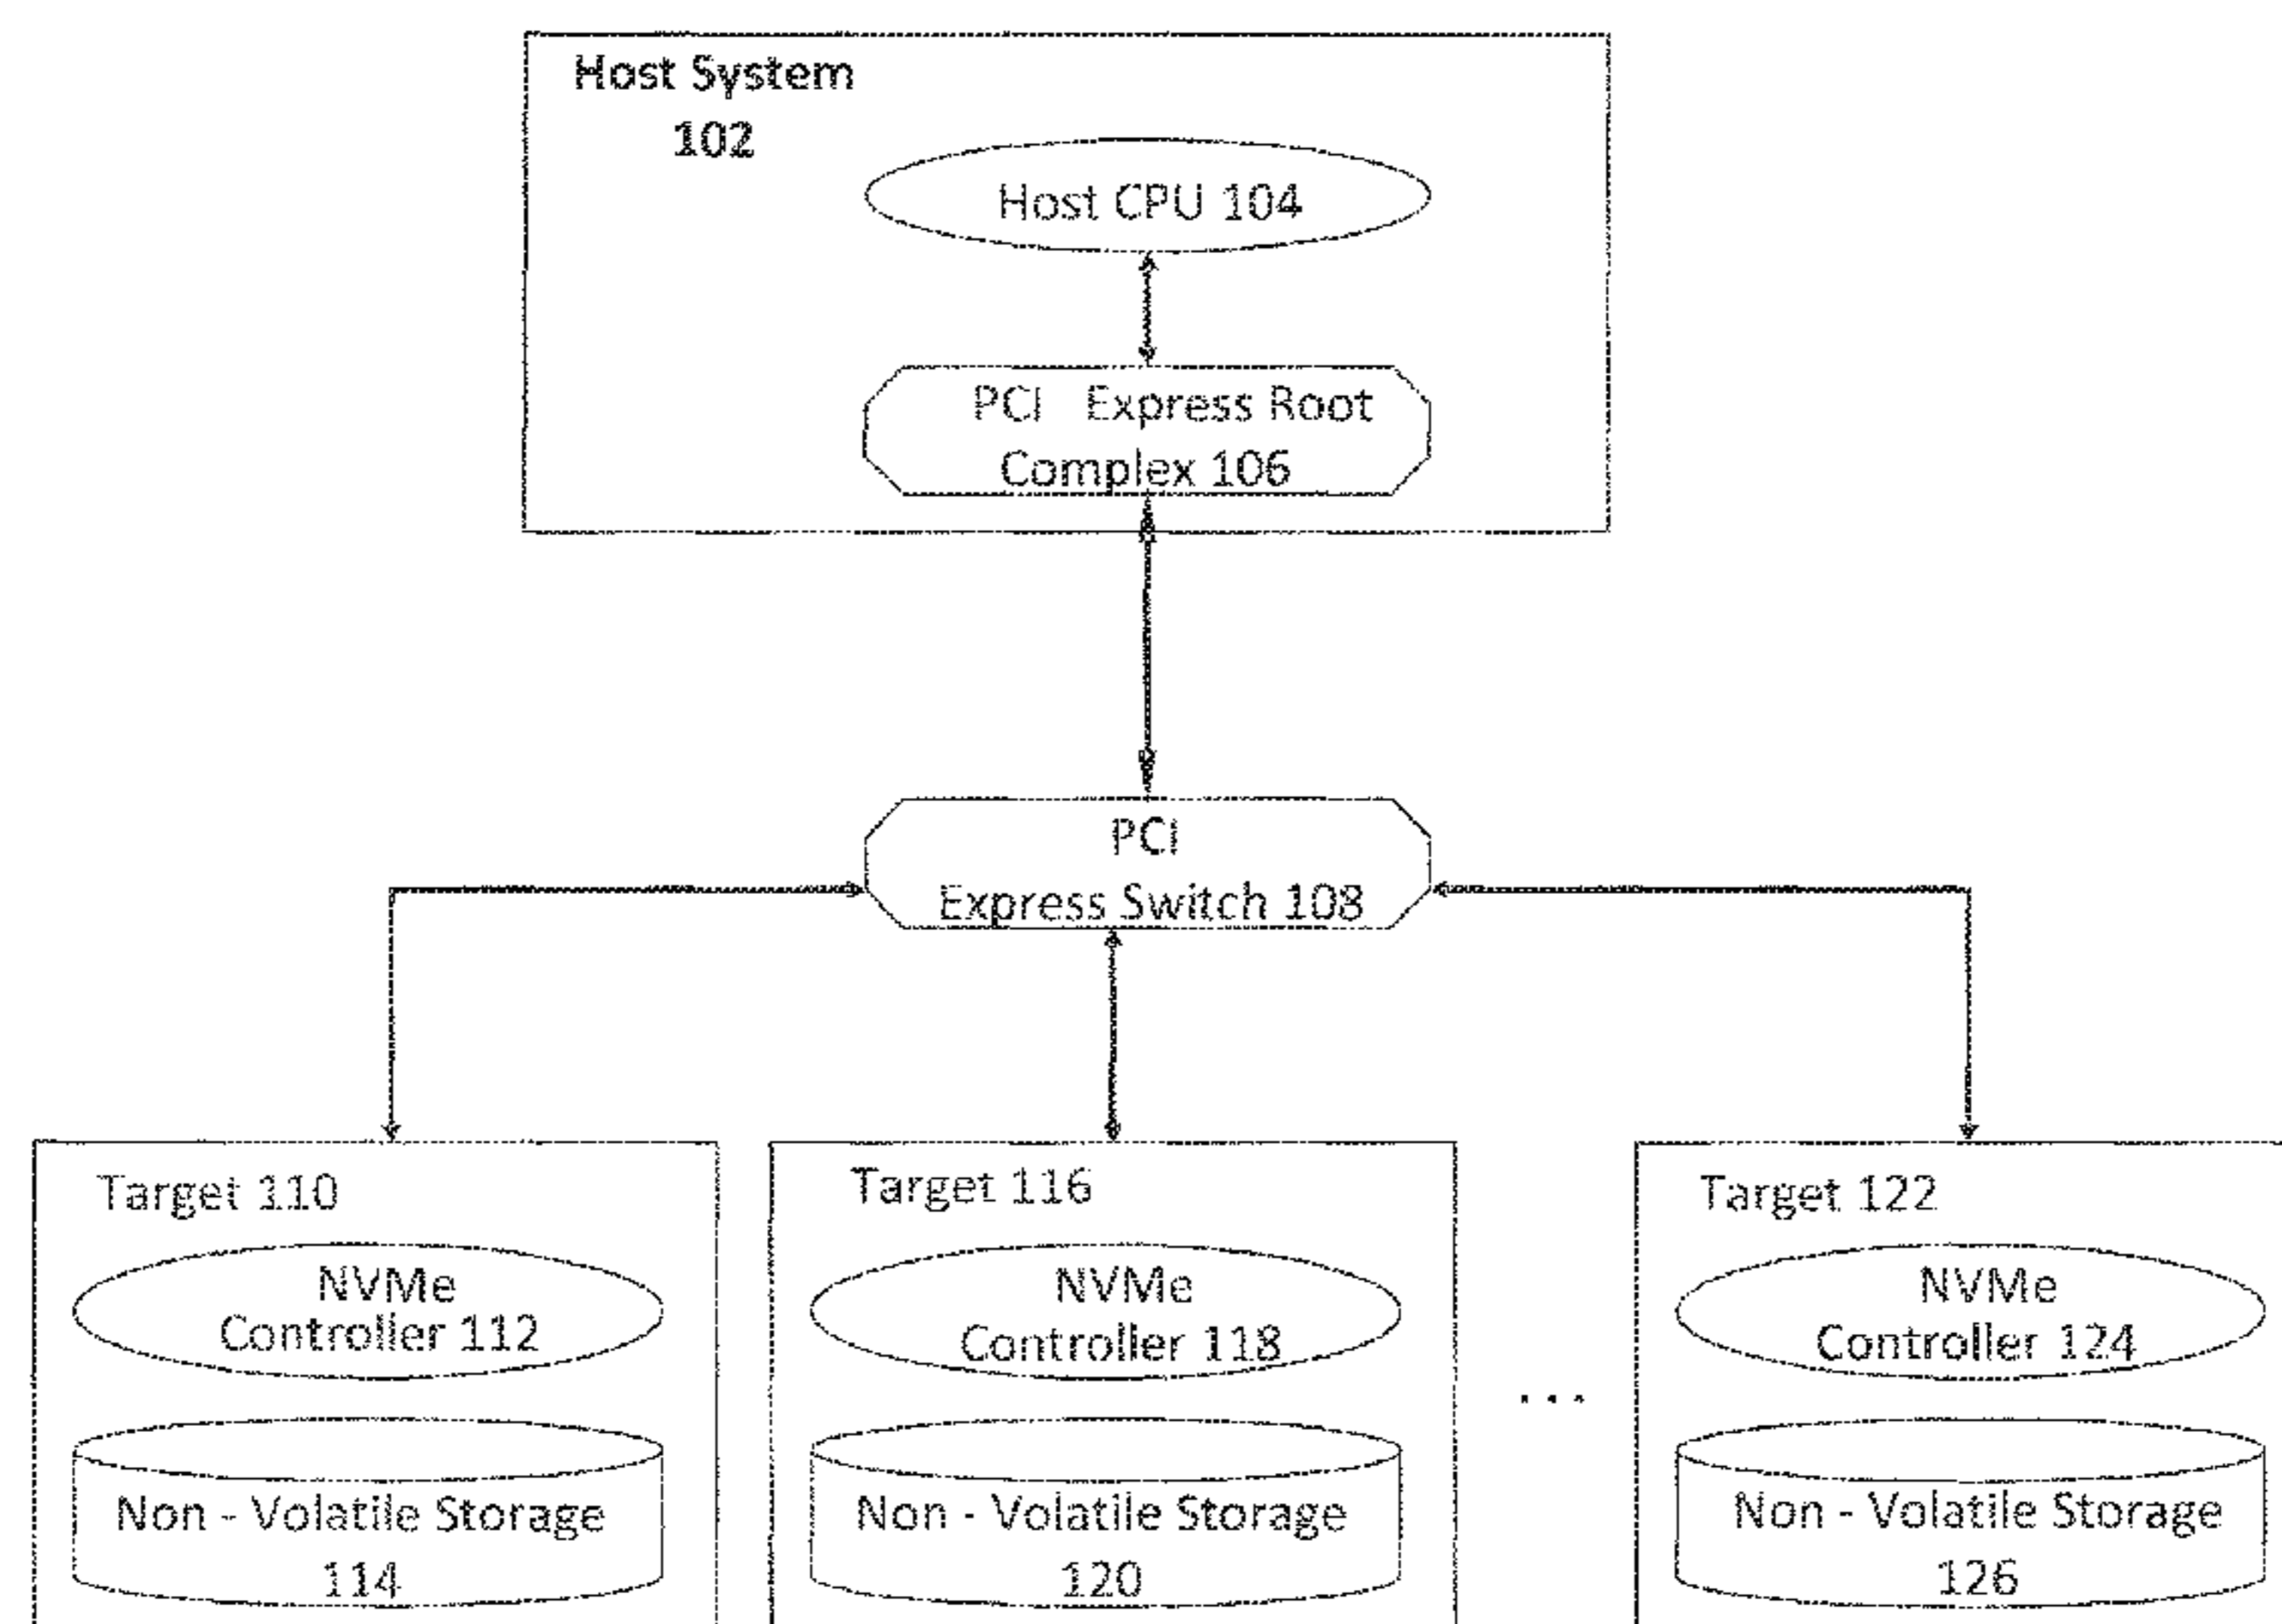 Host System
102
Host CPU 104
PCI Express Root
Complex 106
PCI
Express Switch 108
Target 110
NVMe
Controller 112
Non - Volatile Storage
114
Target 116
NVMe
Controller 118
Non - Volatile Storage
120
. . .
Target 122
NVMe
Controller 124
Non - Volatile Storage
126